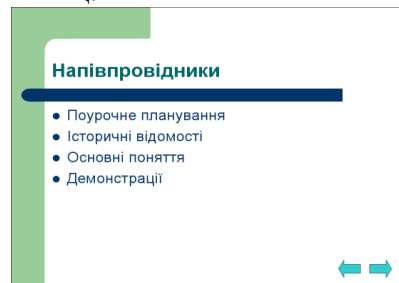 Напівпровідники
Поурочне планування
Історичні відомості
Основні поняття
Демонстрації